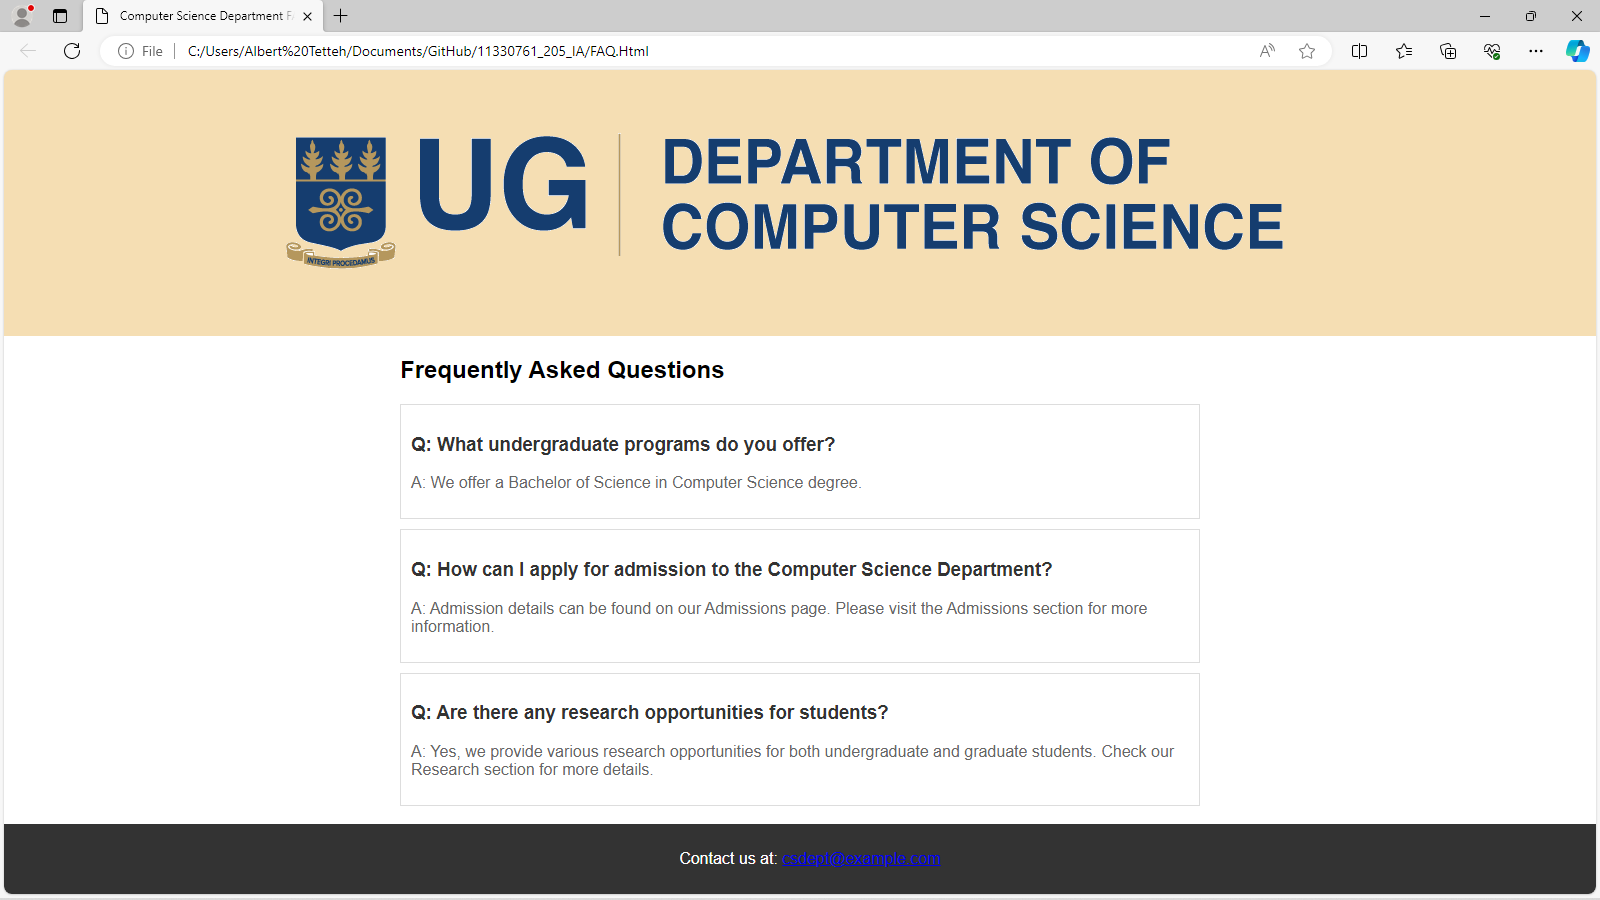 Computer Science Department F
File
C:/Users/Albert%20Tetteh/Documents/GitHub/11330761_205_IA/FAQ.Html
UG
DEPARTMENT OF
COMPUTER SCIENCE
INTEGRI PROCEDAMUS
Frequently Asked Questions
Q: What undergraduate programs do you offer?
A: We offer a Bachelor of Science in Computer Science degree.
Q: How can I apply for admission to the Computer Science Department?
A: Admission details can be found on our Admissions page. Please visit the Admissions section for more
information.
Q: Are there any research opportunities for students?
A: Yes, we provide various research opportunities for both undergraduate and graduate students. Check our
Research section for more details.
Contact us at: csdept@example.com